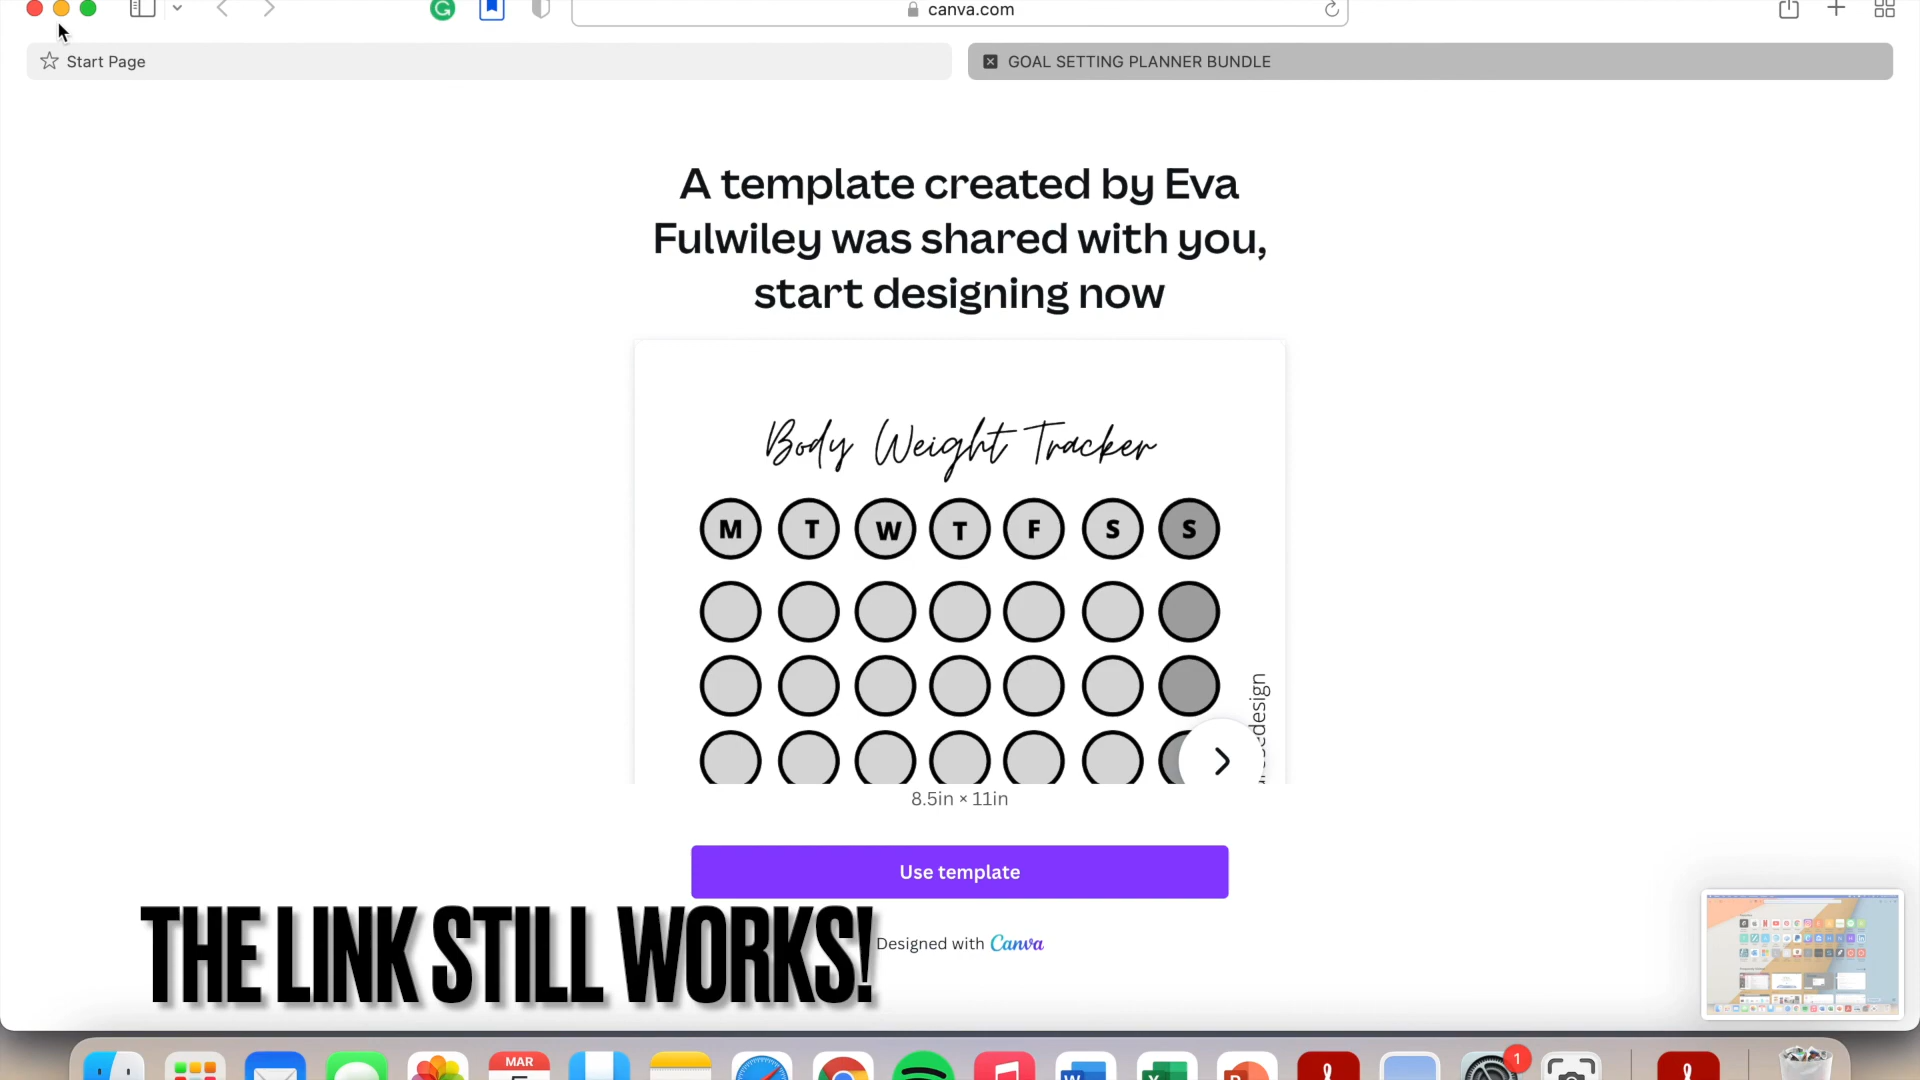 canva.com
Start Page
GOAL SETTING PLANNER BUNDLE
A template created by Eva
Fulwiley was shared with you,
start designing now
Body Weight Tracker
M T W T F S S
design
8.5in × 11in
Use template
THE LINK STILL WORKS!
Designed with Canva
MAR
1